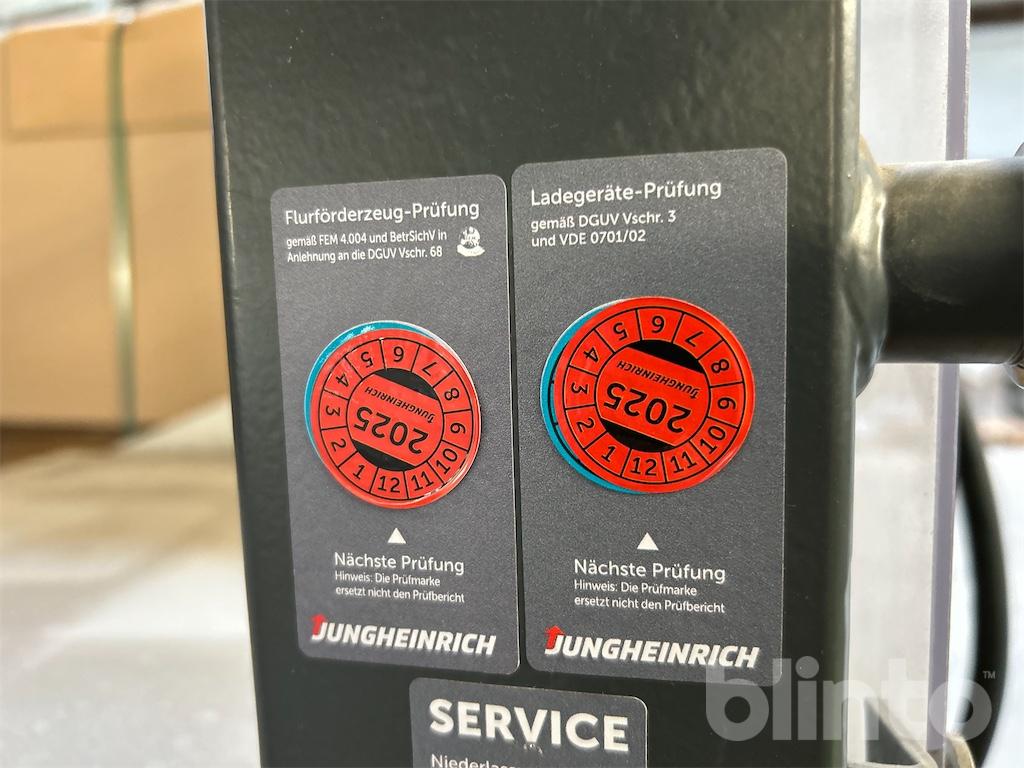 Flurförderzeug-Prüfung
gemäß FEM 4.004 und BetrSichV in
Anlehnung an die DGUV Vschr. 68
1 2 3 4 5 6 7 8 9 10 11 12
JUNGHEINRICH
2025
Nächste Prüfung
Hinweis: Die Prüfmarke
ersetzt nicht den Prüfbericht
JUNGHEINRICH
Ladegeräte-Prüfung
gemäß DGUV Vschr. 3
und VDE 0701/02
1 2 3 4 5 6 7 8 9 10 11 12
JUNGHEINRICH
2025
Nächste Prüfung
Hinweis: Die Prüfmarke
ersetzt nicht den Prüfbericht
JUNGHEINRICH
SERVICE
blinto™